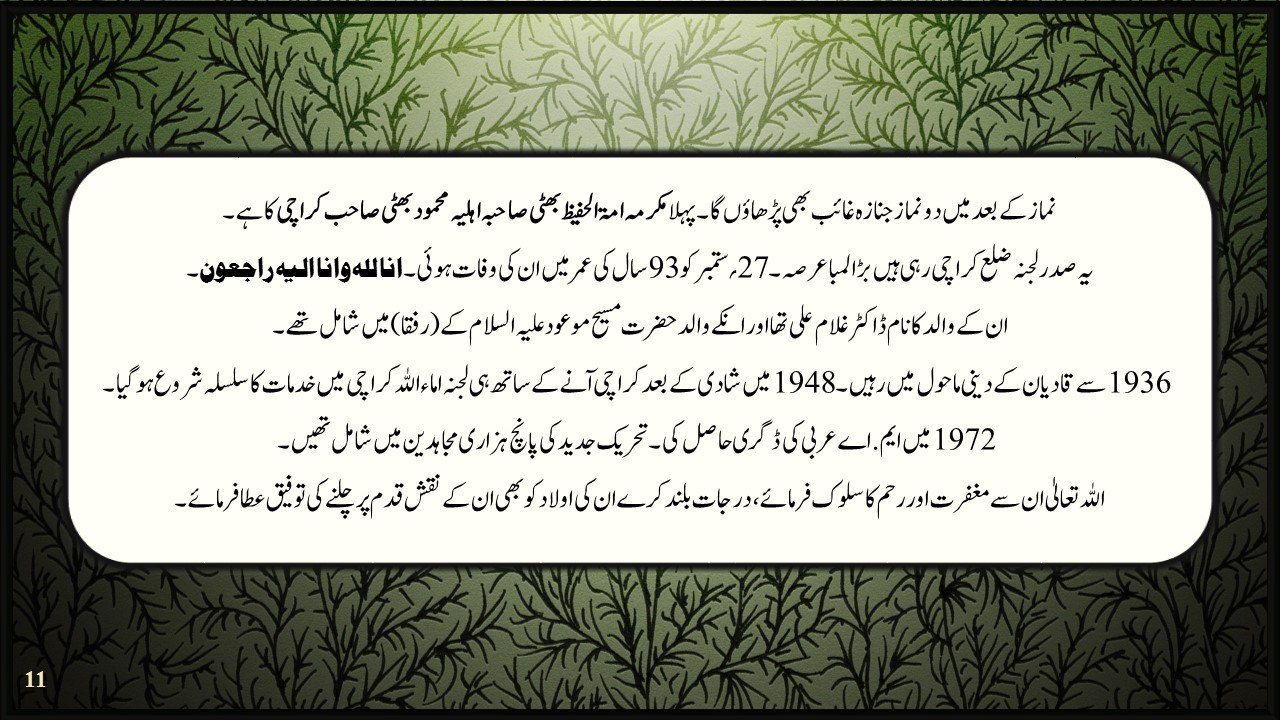 نماز کے بعد میں دو نماز جنازہ غائب بھی پڑھاؤں گا۔ پہلا مکرمہ امۃ الحفیظ بھٹی صاحبہ اہلیہ محمود بھٹی صاحب کراچی کا ہے۔
یہ صدر لجنہ ضلع کراچی رہی ہیں بڑا لمبا عرصہ۔ 27؍ ستمبر کو 93 سال کی عمر میں ان کی وفات ہوئی۔ انا للہ وانا الیہ راجعون۔
ان کے والد کا نام ڈاکٹر غلام علی تھا اور انکے والد حضرت مسیح موعود علیہ السلام کے (رفقا) میں شامل تھے۔
1936 سے قادیان کے دینی ماحول میں رہیں۔ 1948 میں شادی کے بعد کراچی آنے کے ساتھ ہی لجنہ اماء اللہ کراچی میں خدمات کا سلسلہ شروع ہو گیا۔
1972 میں ایم.اے عربی کی ڈگری حاصل کی۔ تحریک جدید کی پانچ ہزاری مجاہدین میں شامل تھیں۔
اللہ تعالیٰ ان سے مغفرت اور رحم کا سلوک فرمائے، درجات بلند کرے ان کی اولاد کو بھی ان کے نقش قدم پر چلنے کی توفیق عطا فرمائے۔
11